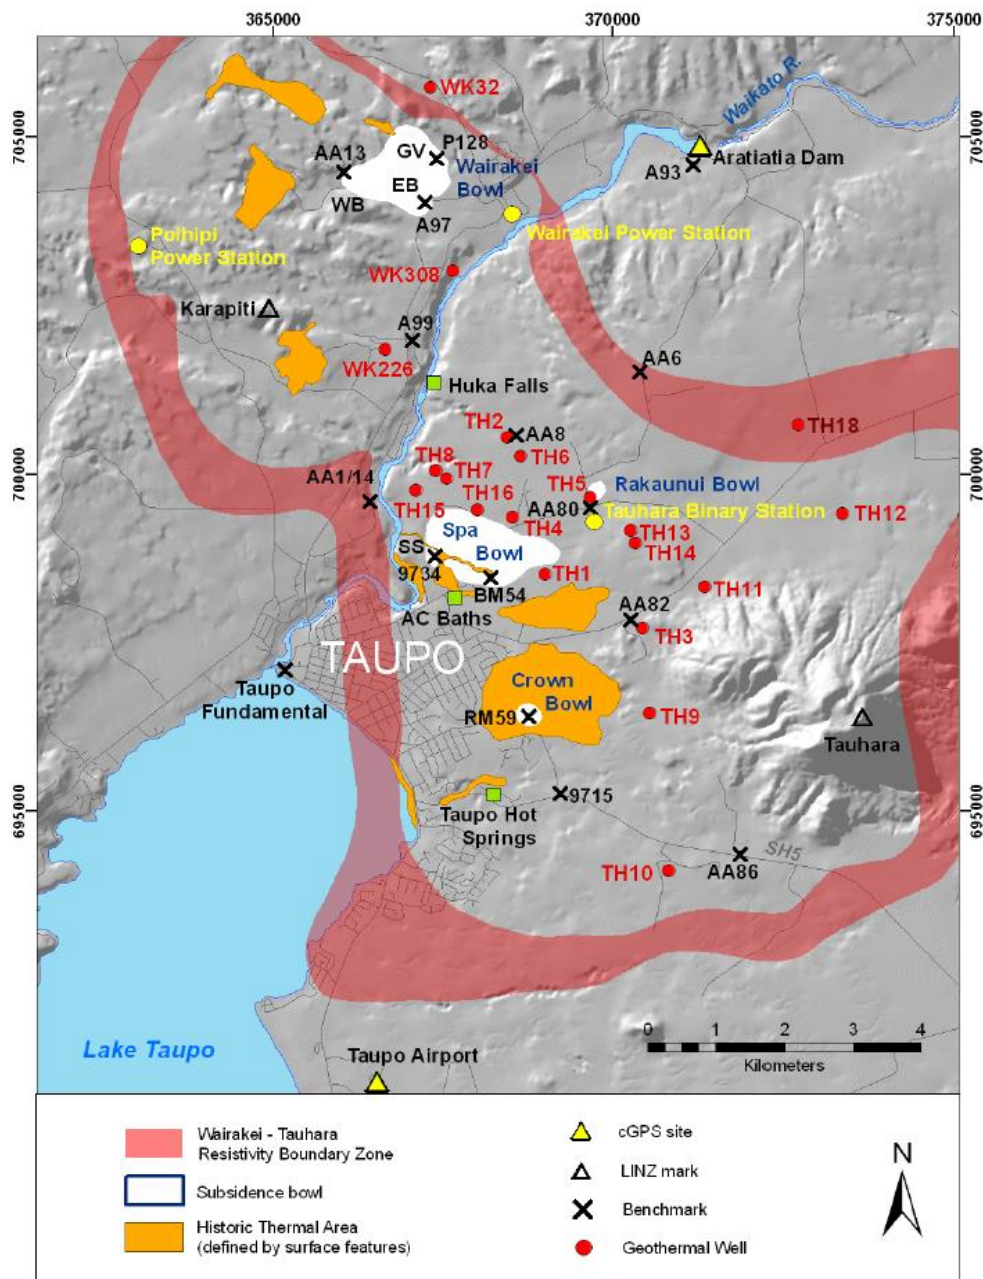 365000
370000
375000
705000
700000
695000
705000
700000
695000
WK32
Waikato R.
AA13
GV
P128
Wairakei
Bowl
EB
WB
A97
A93
Aratiatia Dam
Wairakei Power Station
Poihipi
Power Station
WK308
Karapiti
A99
WK226
AA6
Huka Falls
TH2
AA8
TH18
TH8
TH7
TH6
AA1/14
TH16
TH5
Rakaunui Bowl
TH15
AA80
Tauhara Binary Station
TH12
TH4
TH13
TH14
Spa
Bowl
SS
9734
BM54
TH1
TH11
AC Baths
AA82
TH3
TAUPO
Taupo
Fundamental
Crown
Bowl
RM59
TH9
Tauhara
9715
Taupo Hot
Springs
SH5
AA86
TH10
Lake Taupo
Taupo Airport
0 1 2 3 4
Kilometers
Wairakei - Tauhara
Resistivity Boundary Zone
Subsidence bowl
Historic Thermal Area
(defined by surface features)
cGPS site
LINZ mark
Benchmark
Geothermal Well
N